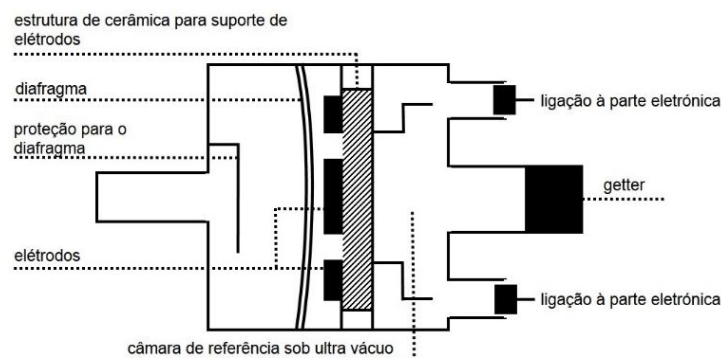 estrutura de cerâmica para suporte de
elétrodos
diafragma
proteção para o
diafragma
elétrodos
câmara de referência sob ultra vácuo
ligação à parte eletrónica
getter
ligação à parte eletrónica